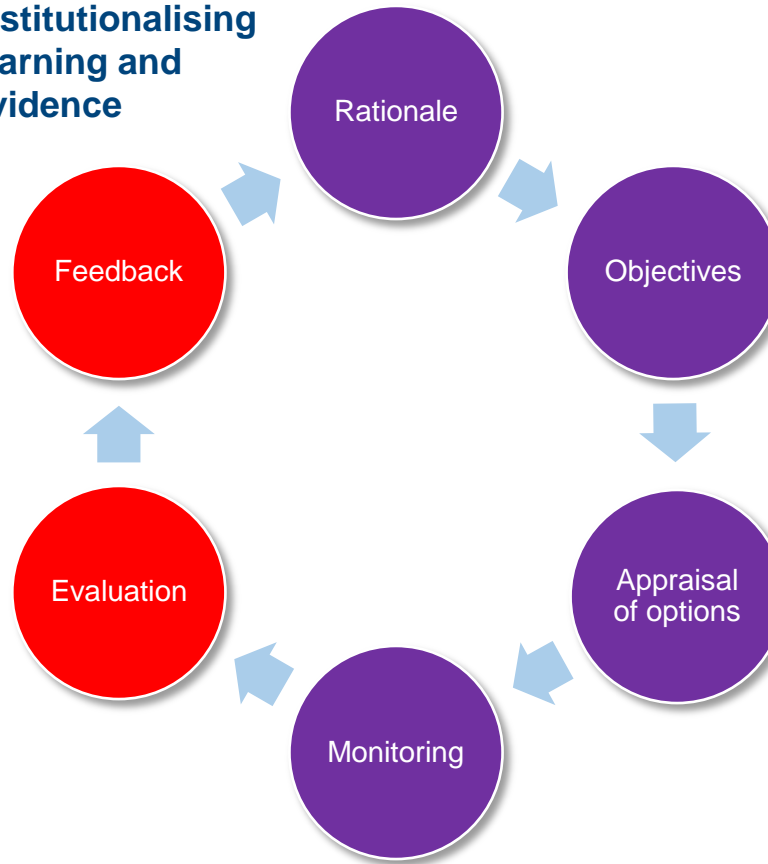 stitutionalising
arning and
vidence
Rationale
Objectives
Appraisal
of options
Monitoring
Evaluation
Feedback